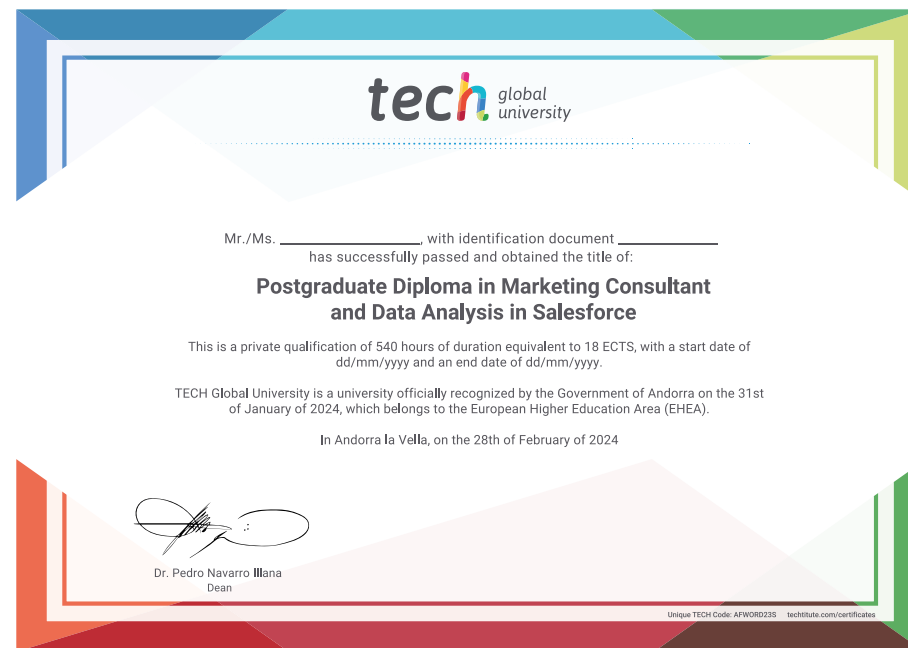 tech global
university
Mr./Ms. ____________________, with identification document ______________
has successfully passed and obtained the title of:
Postgraduate Diploma in Marketing Consultant
and Data Analysis in Salesforce
This is a private qualification of 540 hours of duration equivalent to 18 ECTS, with a start date of
dd/mm/yyyy and an end date of dd/mm/yyyy.
TECH Global University is a university officially recognized by the Government of Andorra on the 31st
of January of 2024, which belongs to the European Higher Education Area (EHEA).
In Andorra la Vella, on the 28th of February of 2024
Dr. Pedro Navarro Illana
Dean
Unique TECH Code: AFWORD23S techtitute.com/certificates